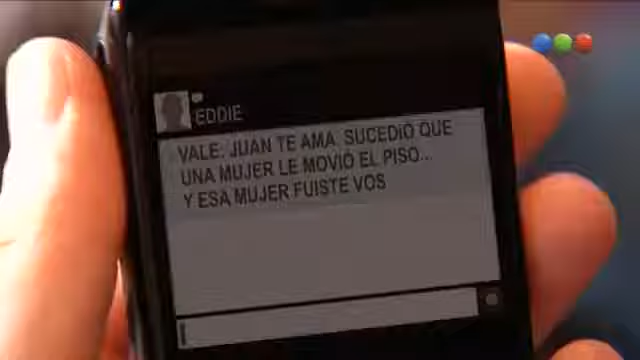 EDDIE
VALE: JUAN TE AMA. SUCEDIÓ QUE
UNA MUJER LE MOVIÓ EL PISO...
Y ESA MUJER FUISTE VOS